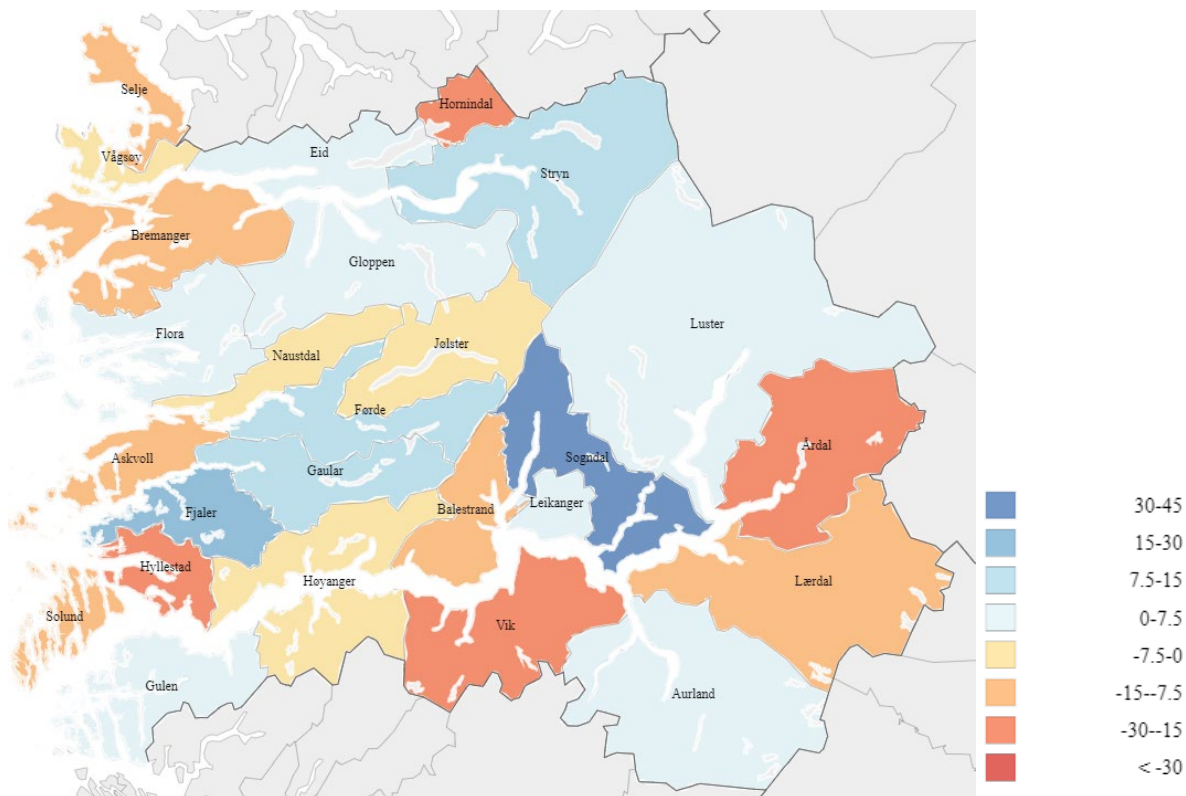 Selje
Hornindal
Vågsøy
Eid
Stryn
Bremanger
Gloppen
Flora
Luster
Naustdal
Jølster
Førde
Askvoll
Gaular
Sogndal
Årdal
Fjaler
Balestrand
Leikanger
Hyllestad
Høyanger
Lærdal
Solund
Vik
Gulen
Aurland
30-45
15-30
7.5-15
0-7.5
-7.5-0
-15--7.5
-30--15
< -30